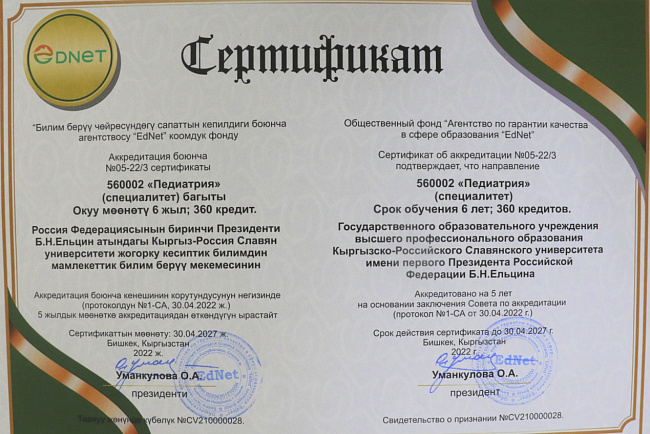 EDNET
Сертификат
"Билим берүү чөйресүндөгү сапаттын кепилдиги боюнча
агентствосу "EdNet" коомдук фонду
Аккредитация боюнча
№05-22/3 сертификаты
560002 «Педиатрия»
(специалитет) багыты
Окуу мөөнөтү 6 жыл; 360 кредит.
Россия Федерациясынын биринчи Президенти
Б.Н.Ельцин атындагы Кыргыз-Россия Славян
университети жогорку кесиптик билимдин
мамлекеттик билим берүү мекемесинин
Аккредитация боюнча кеңешинин корутундусунун негизинде
(протоколдун №1-СА, 30.04.2022 ж.)
5 жылдык мөөнөткө аккредитациядан өткөндүгүн ырастайт
Сертификаттын мөөнөтү: 30.04.2027 ж.
Бишкек, Кыргызстан
2022 ж.
EdNet
Уманкулова О.А.
президенти
күбөлүк №CV210000028.
Общественный фонд "Агентство по гарантии качества
в сфере образования "EdNet"
Сертификат об аккредитации №05-22/3
подтверждает, что направление
560002 «Педиатрия»
(специалитет)
Срок обучения 6 лет; 360 кредитов.
Государственного образовательного учреждения
высшего профессионального образования
Кыргызско-Российского Славянского университета
имени первого Президента Российской
Федерации Б.Н.Ельцина
Аккредитовано на 5 лет
на основании заключения Совета по аккредитации
(протокол №1-СА от 30.04.2022 г.)
Срок действия сертификата до 30.04.2027 г.
Бишкек, Кыргызстан
2022 г.
EdNet
Уманкулова О.А.
президент
Свидетельство о признании №CV210000028.